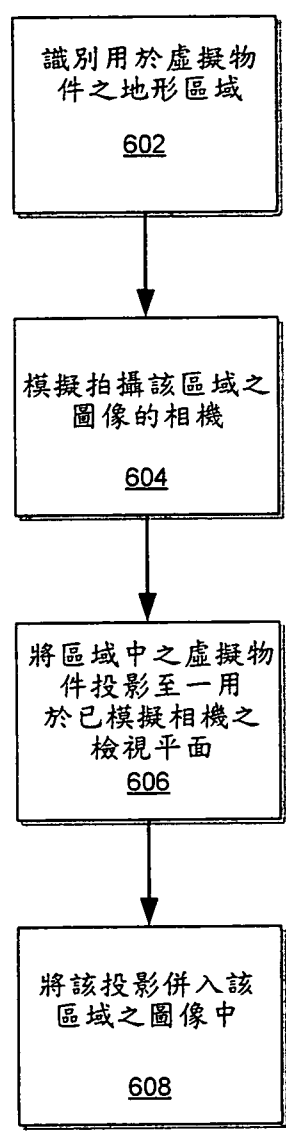 識別用於虛擬物
件之地形區域
602
模擬拍攝該區域之
圖像的相機
604
將區域中之虛擬物
件投影至一用
於已模擬相機之
檢視平面
606
將該投影併入該
區域之圖像中
608